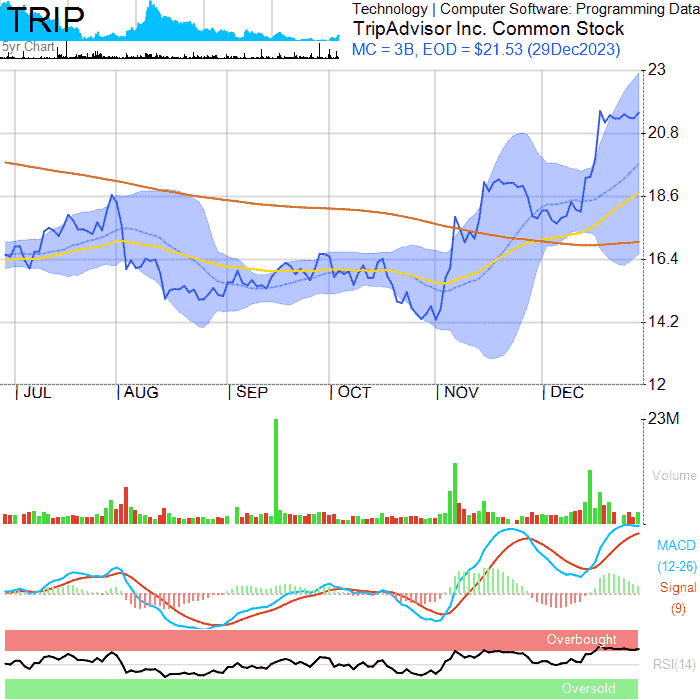 TRIP
5yr Chart
Technology | Computer Software: Programming Data
TripAdvisor Inc. Common Stock
MC = 3B, EOD = $21.53 (29Dec2023)
23
20.8
18.6
16.4
14.2
12
JUL AUG SEP OCT NOV DEC
23M
Volume
MACD
(12-26)
Signal
(9)
Overbought
RSI(14)
Oversold